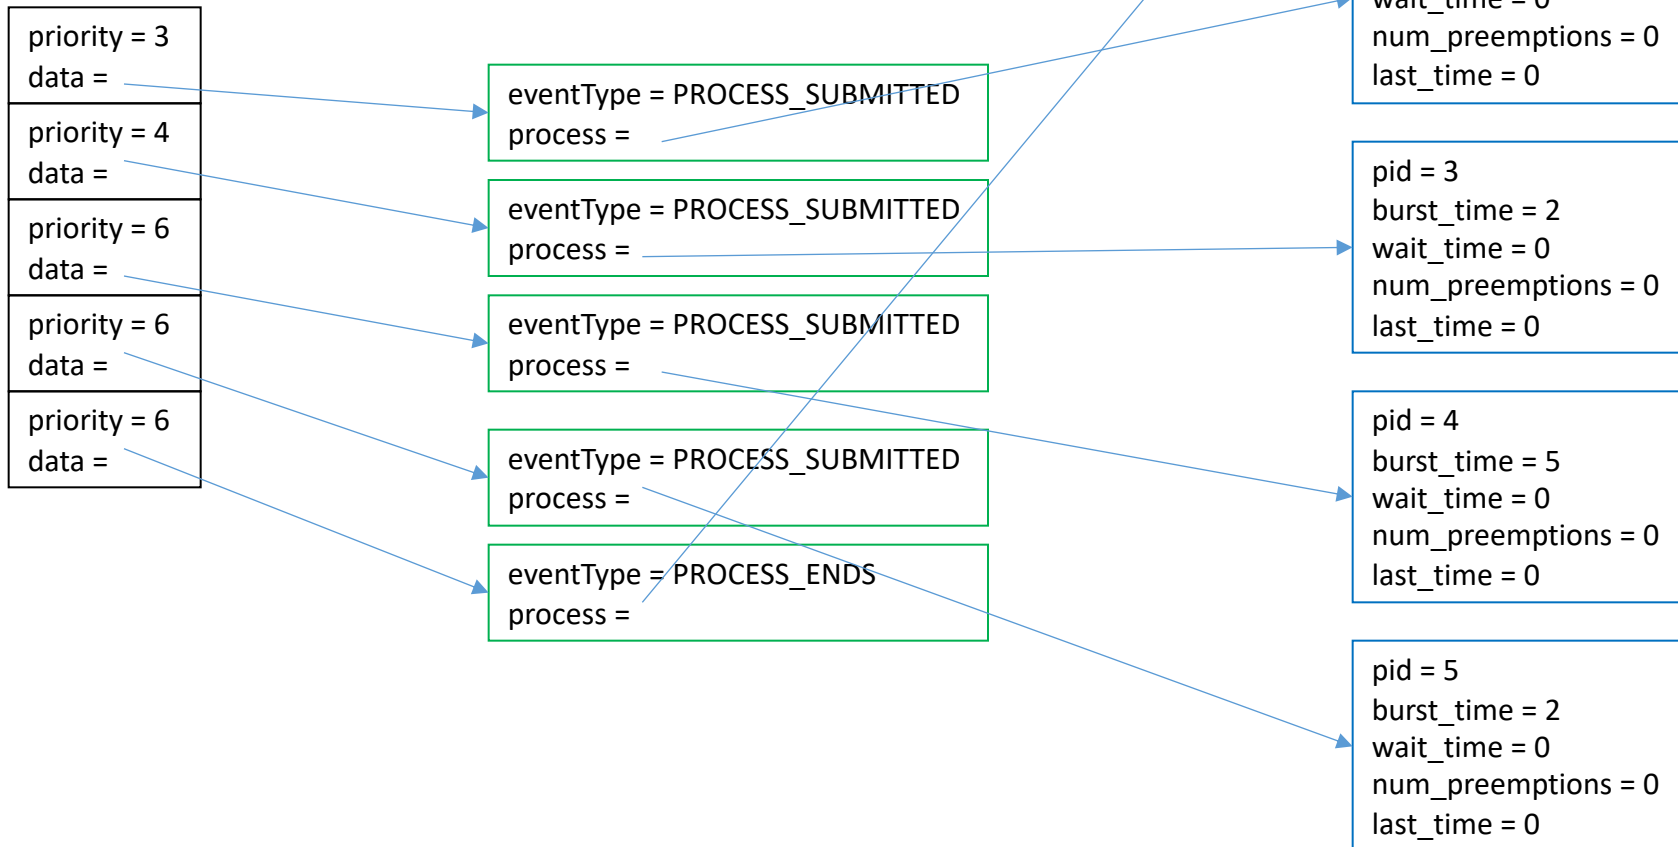 priority = 3
data =
priority = 4
data =
priority = 6
data =
priority = 6
data =
priority = 6
data =
eventType = PROCESS_SUBMITTED
process =
eventType = PROCESS_SUBMITTED
process =
eventType = PROCESS_SUBMITTED
process =
eventType = PROCESS_SUBMITTED
process =
eventType = PROCESS_ENDS
process =
wait_time = 0
num_preemptions = 0
last_time = 0
pid = 3
burst_time = 2
wait_time = 0
num_preemptions = 0
last_time = 0
pid = 4
burst_time = 5
wait_time = 0
num_preemptions = 0
last_time = 0
pid = 5
burst_time = 2
wait_time = 0
num_preemptions = 0
last_time = 0